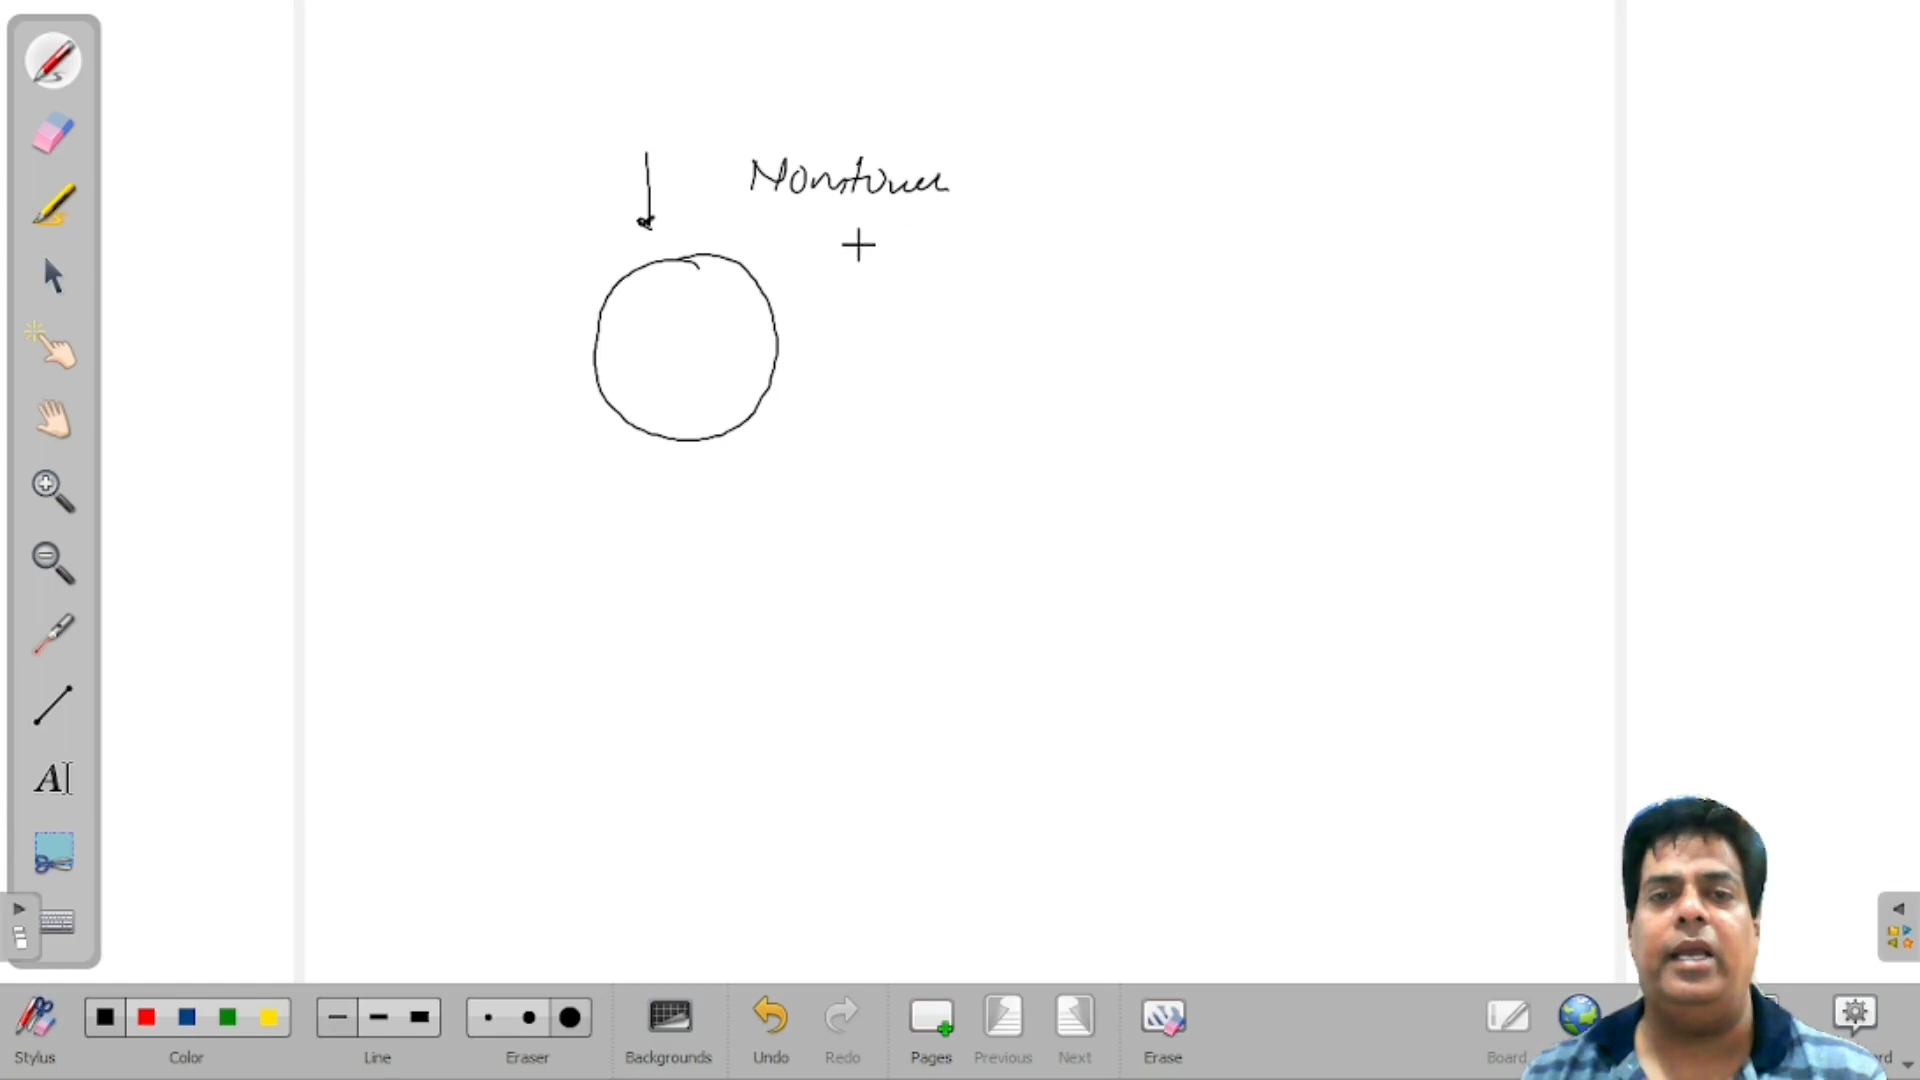 Stylus
Color
Line
Eraser
Backgrounds
Undo
Redo
Pages
Previous
Next
Erase
Board